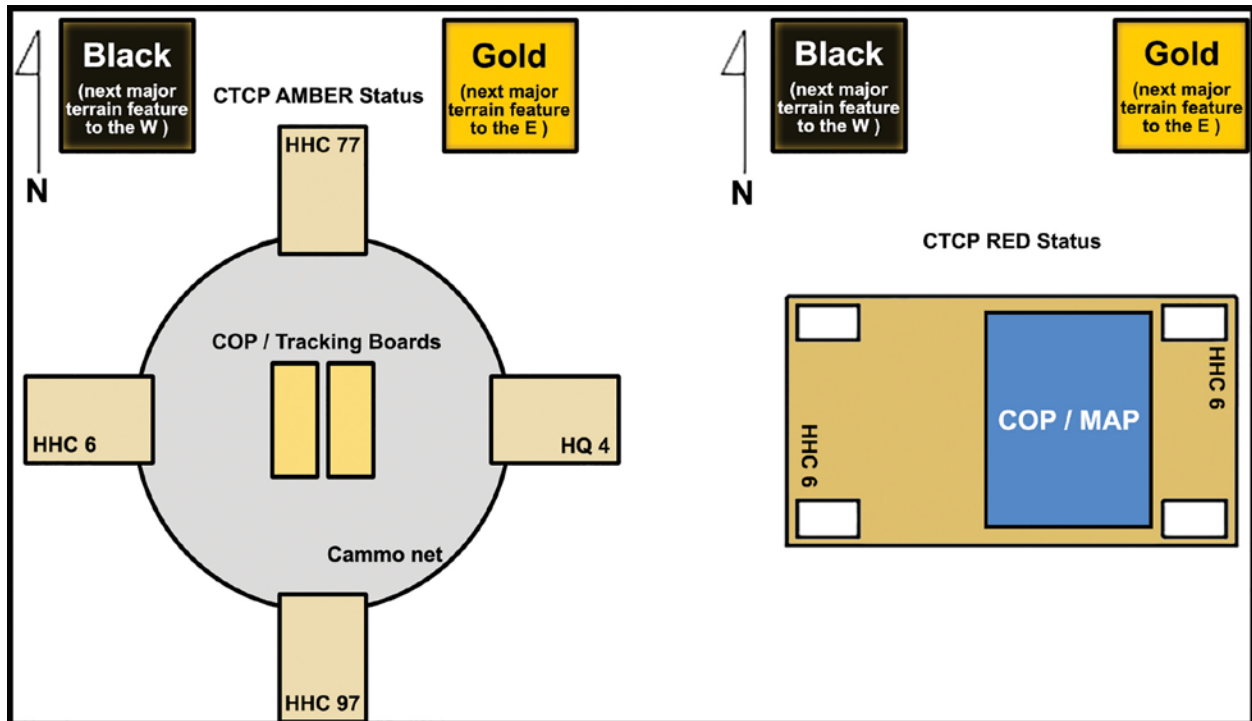 Black
(next major
terrain feature
to the W )
Gold
(next major
terrain feature
to the E )
N
CTCP AMBER Status
HHC 77
COP / Tracking Boards
HHC 6
HQ 4
Cammo net
HHC 97
Black
(next major
terrain feature
to the W )
Gold
(next major
terrain feature
to the E )
N
CTCP RED Status
HHC 6
COP / MAP
HHC 6